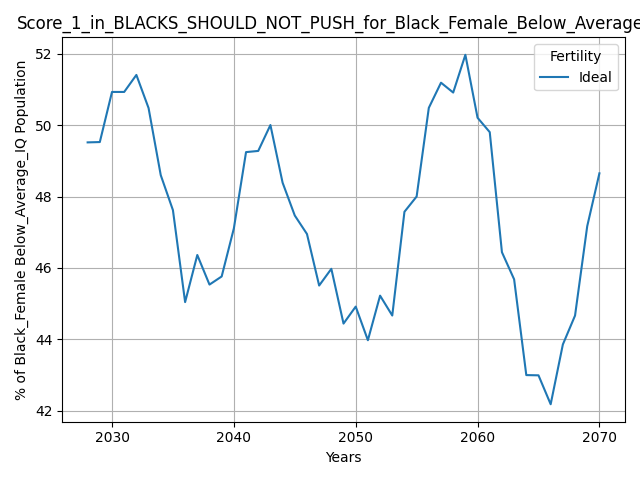 Score_1_in_BLACKS_SHOULD_NOT_PUSH_for_Black_Female_Below_Average
Fertility
Ideal
% of Black_Female Below_Average_IQ Population
52
50
48
46
44
42
2030
2040
2050
2060
2070
Years